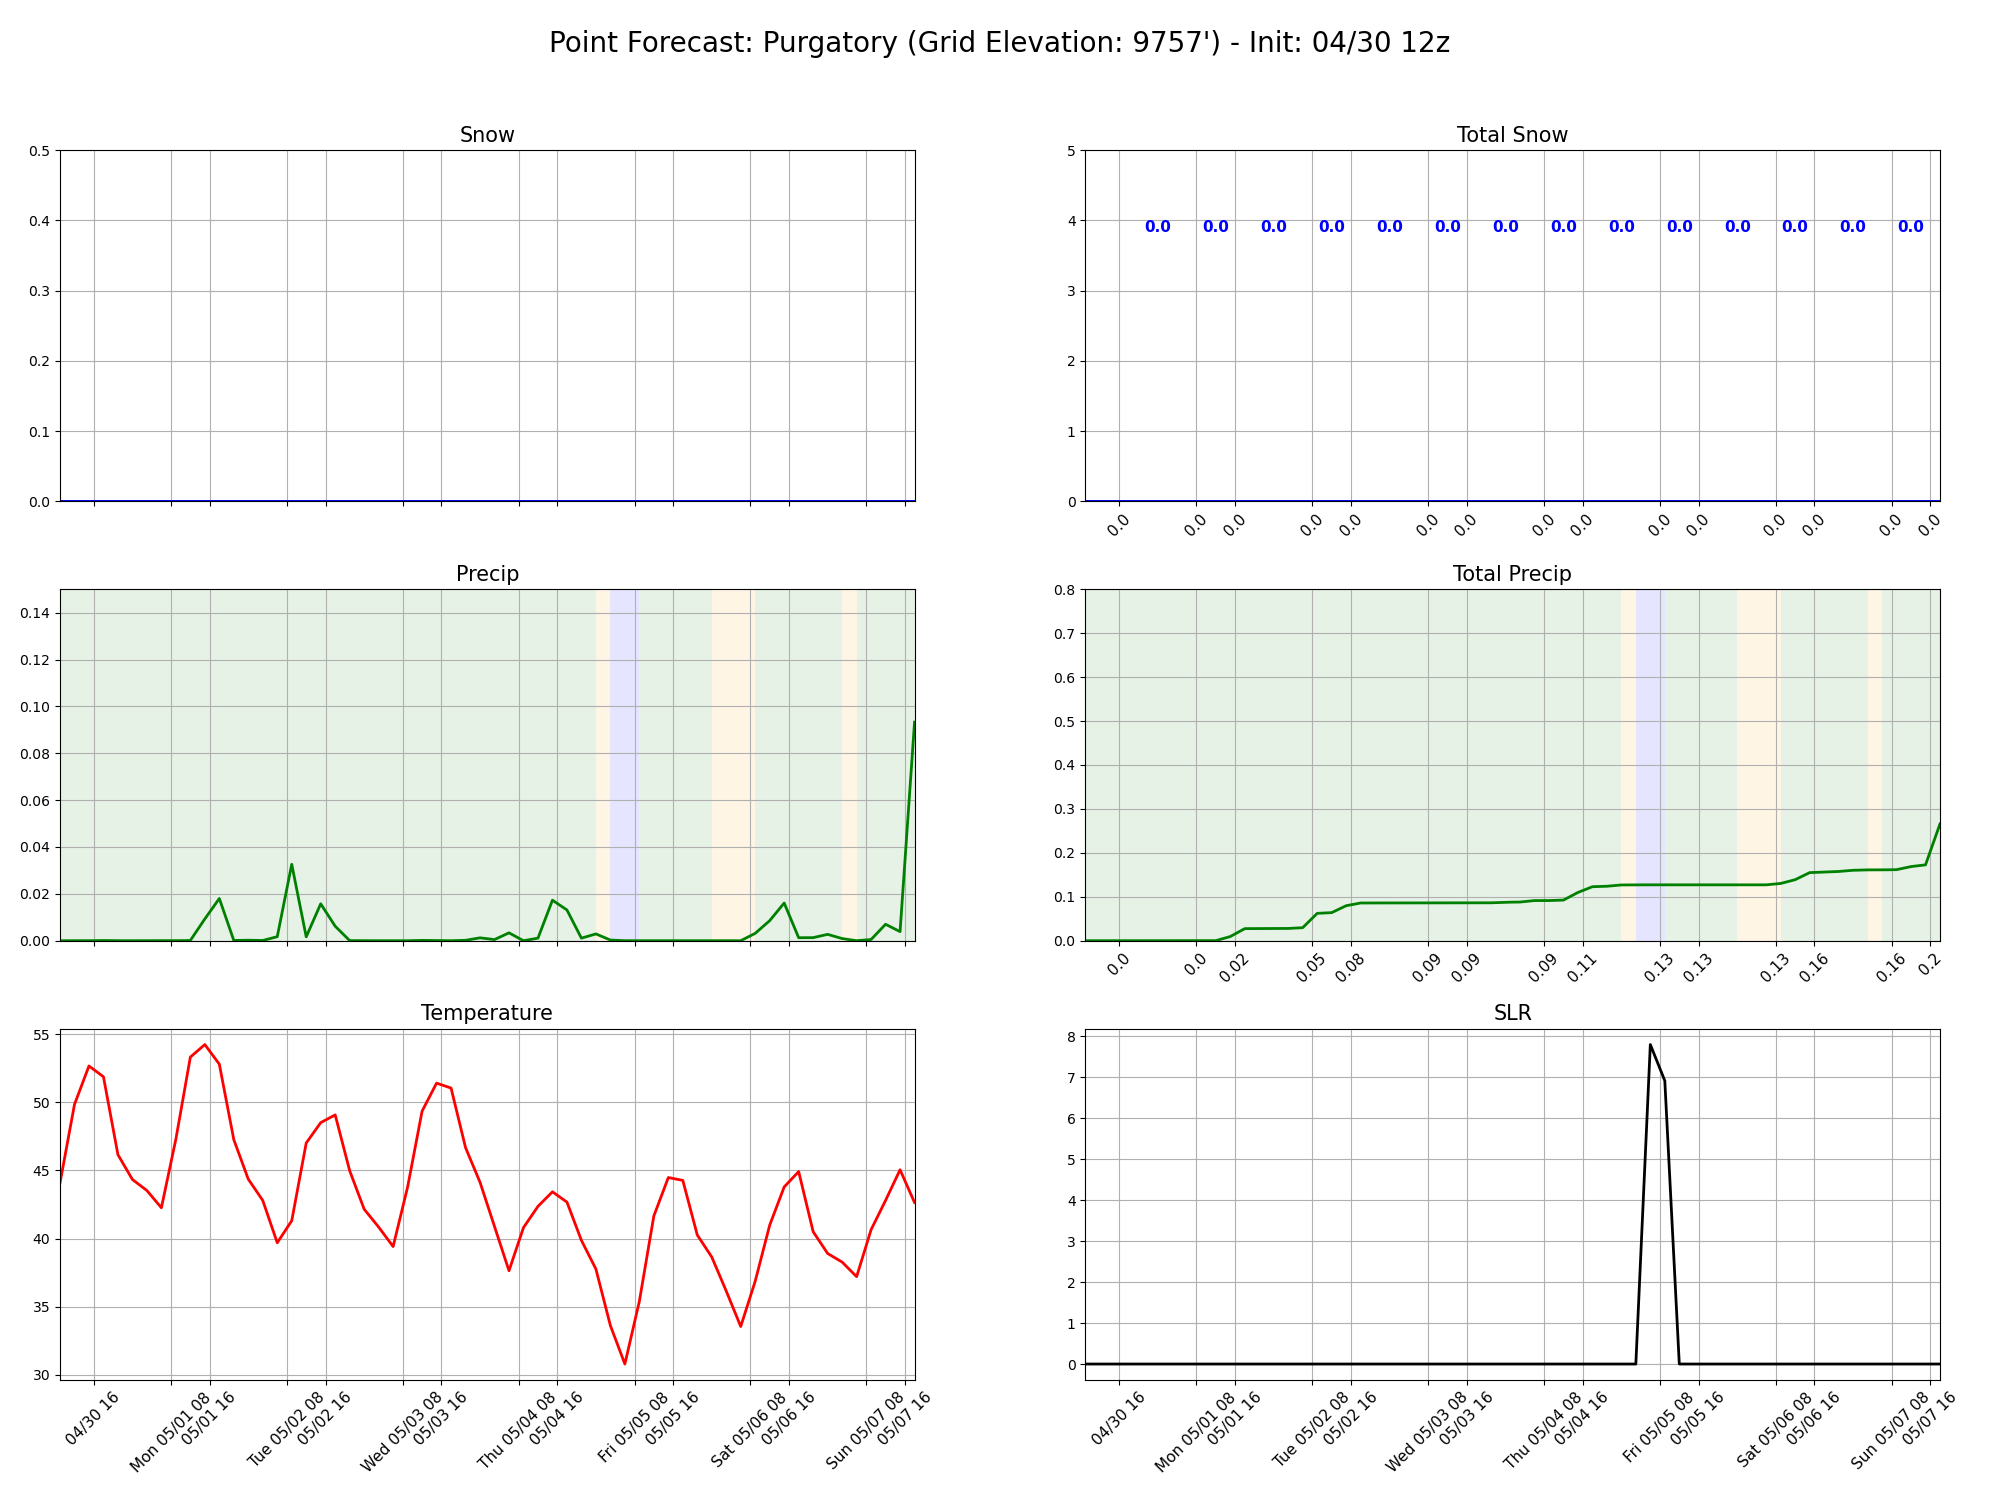 Point Forecast: Purgatory (Grid Elevation: 9757') - Init: 04/30 12z
Snow
0.5
0.4
0.3
0.2
0.1
0.0
Total Snow
5
4
3
2
1
0
0.0 0.0 0.0 0.0 0.0 0.0 0.0 0.0 0.0 0.0 0.0 0.0 0.0 0.0
0.0 0.0 0.0 0.0 0.0 0.0 0.0 0.0 0.0 0.0 0.0 0.0 0.0 0.0 0.0
Precip
0.14
0.12
0.10
0.08
0.06
0.04
0.02
0.00
Total Precip
0.8
0.7
0.6
0.5
0.4
0.3
0.2
0.1
0.0
0.0 0.0 0.02 0.05 0.08 0.09 0.09 0.09 0.11 0.13 0.13 0.13 0.16 0.16 0.2
Temperature
55
50
45
40
35
30
04/30 16
Mon 05/01 08
05/01 16
Tue 05/02 08
05/02 16
Wed 05/03 08
05/03 16
Thu 05/04 08
05/04 16
Fri 05/05 08
05/05 16
Sat 05/06 08
05/06 16
Sun 05/07 08
05/07 16
SLR
8
7
6
5
4
3
2
1
0
04/30 16
Mon 05/01 08
05/01 16
Tue 05/02 08
05/02 16
Wed 05/03 08
05/03 16
Thu 05/04 08
05/04 16
Fri 05/05 08
05/05 16
Sat 05/06 08
05/06 16
Sun 05/07 08
05/07 16